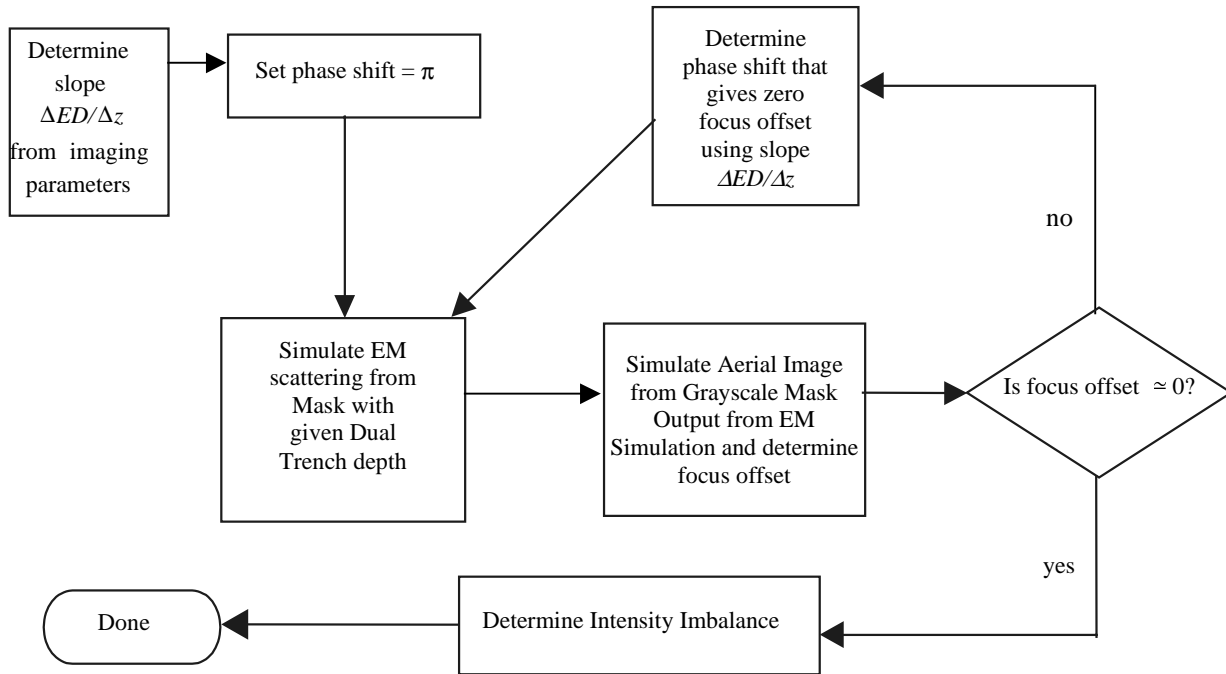 Determine
slope
ΔED/Δz
from imaging
parameters
Set phase shift = π
Determine
phase shift that
gives zero
focus offset
using slope
ΔED/Δz
no
Simulate EM
scattering from
Mask with
given Dual
Trench depth
Simulate Aerial Image
from Grayscale Mask
Output from EM
Simulation and determine
focus offset
Is focus offset ≃ 0?
yes
Determine Intensity Imbalance
Done